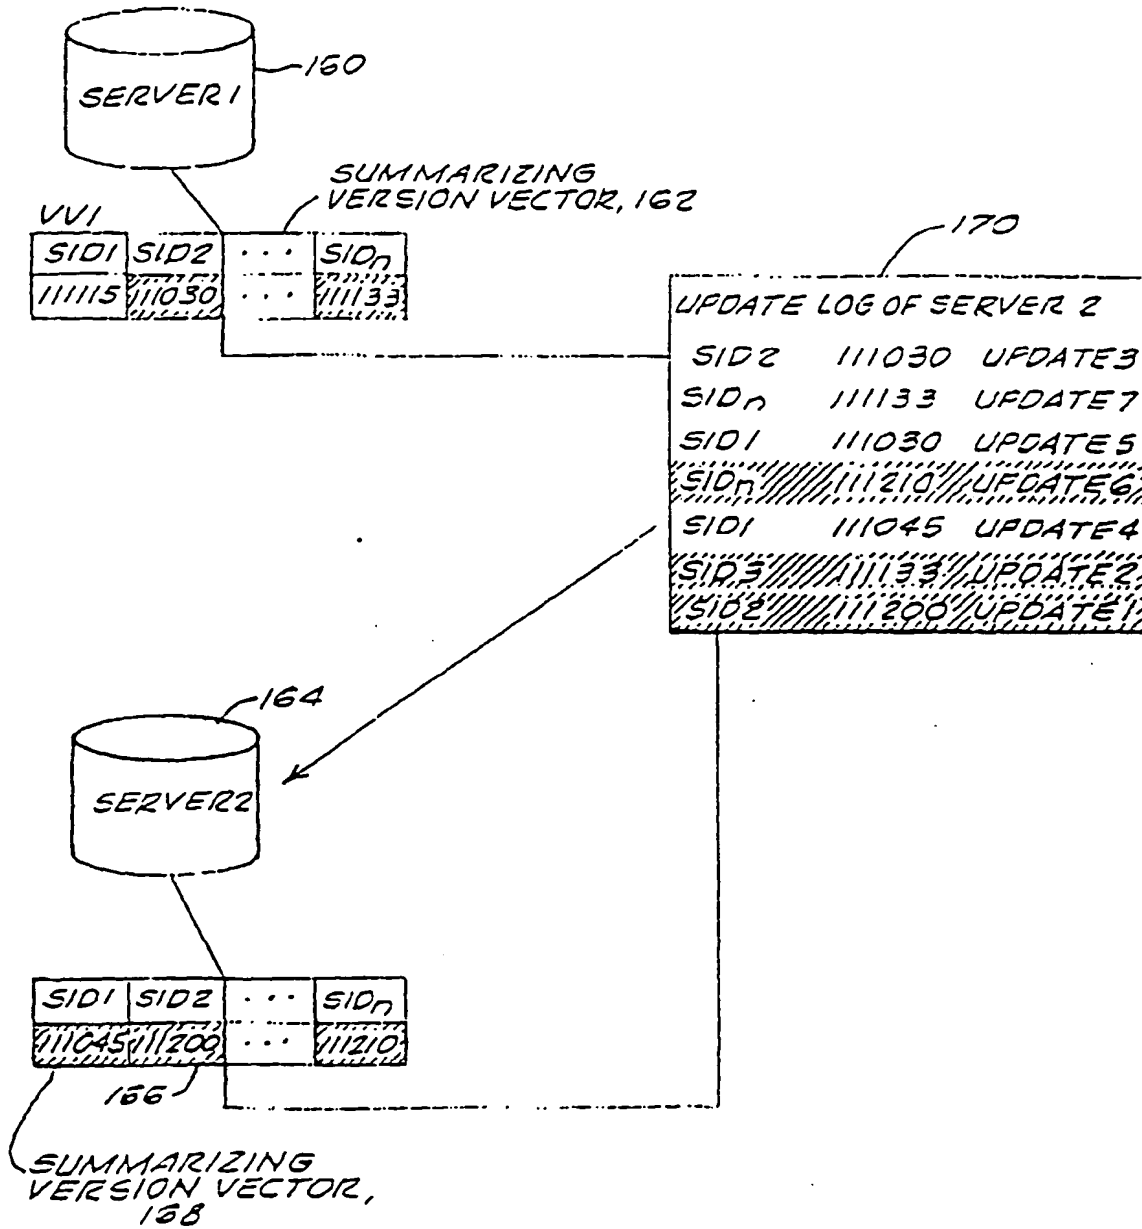 160
SERVER 1
SUMMARIZING
VERSION VECTOR, 162
VV1
SID1 SID2 ... SIDn
111115 111030 ... 111133
170
UPDATE LOG OF SERVER 2
SID2 111030 UPDATE3
SIDn 111133 UPDATE7
SID1 111030 UPDATE5
SIDn 111210 UPDATE6
SID1 111045 UPDATE4
SID3 111133 UPDATE2
SID2 111200 UPDATE1
164
SERVER2
SID1 SID2 ... SIDn
111045 111200 ... 111210
166
SUMMARIZING
VERSION VECTOR,
168